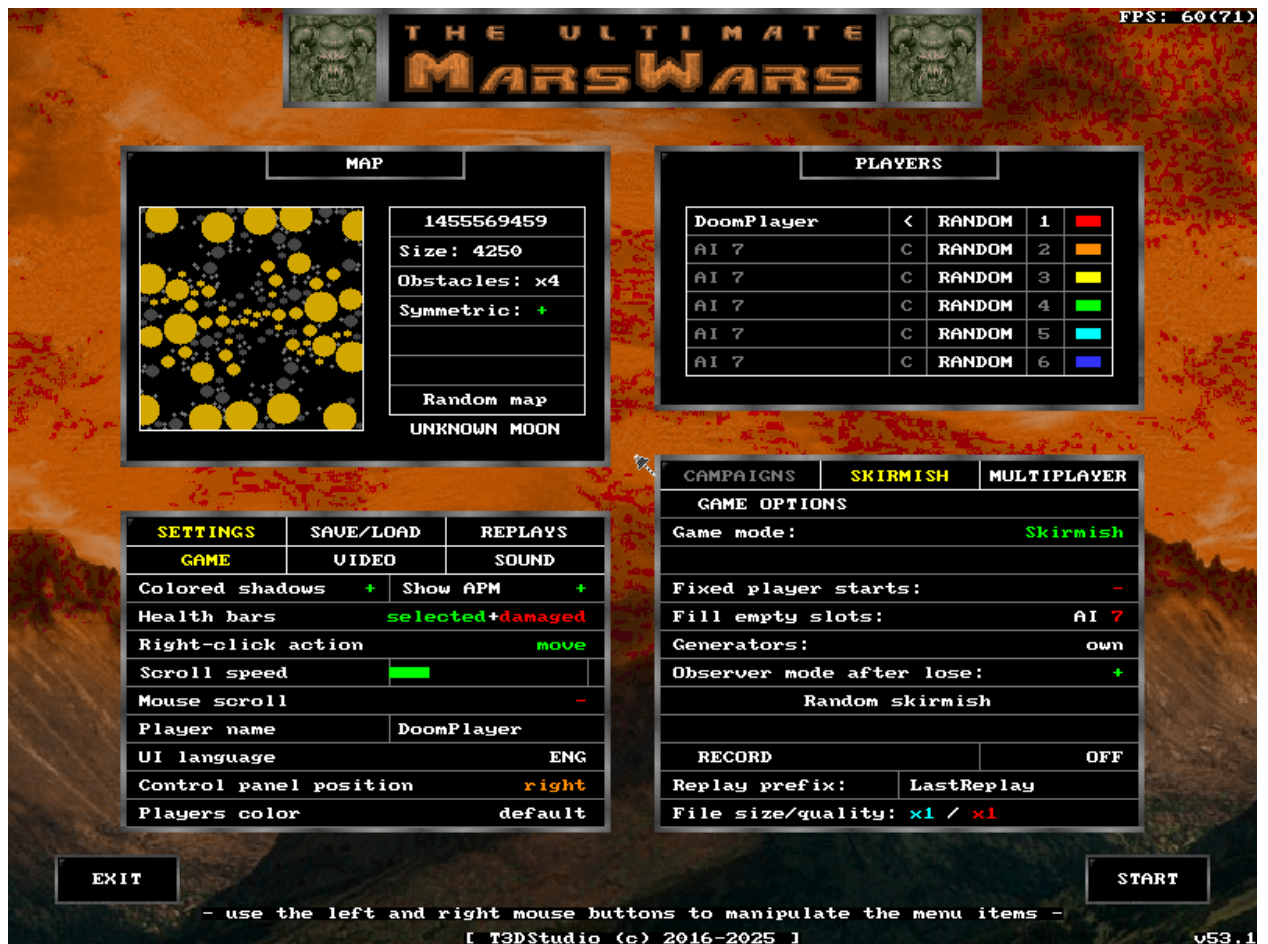 FPS: 60(71)
THE ULTIMATE
MARSWARS
MAP
1455569459
Size: 4250
Obstacles: x4
Symmetric: +
Random map
UNKNOWN MOON
PLAYERS
DoomPlayer < RANDOM 1
AI 7 C RANDOM 2
AI 7 C RANDOM 3
AI 7 C RANDOM 4
AI 7 C RANDOM 5
AI 7 C RANDOM 6
SETTINGS SAVE/LOAD REPLAYS
GAME VIDEO SOUND
Colored shadows + Show APM +
Health bars selected+damaged
Right-click action move
Scroll speed
Mouse scroll -
Player name DoomPlayer
UI language ENG
Control panel position right
Players color default
CAMPAIGNS SKIRMISH MULTIPLAYER
GAME OPTIONS
Game mode: Skirmish
Fixed player starts: -
Fill empty slots: AI 7
Generators: own
Observer mode after lose: +
Random skirmish
RECORD OFF
Replay prefix: LastReplay
File size/quality: x1 / x1
EXIT
START
- use the left and right mouse buttons to manipulate the menu items -
[ T3DStudio (c) 2016-2025 ]
v53.1